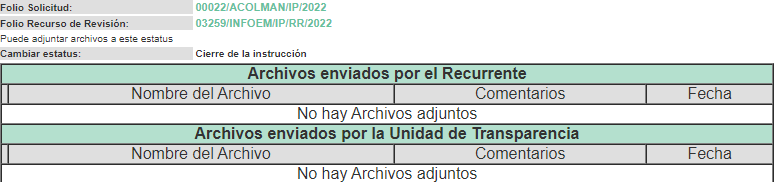 Folio Solicitud: 00022/ACOLMAN/IP/2022
Folio Recurso de Revisión: 03259/INFOEM/IP/RR/2022
Puede adjuntar archivos a este estatus
Cambiar estatus: Cierre de la instrucción
Archivos enviados por el Recurrente
Nombre del Archivo Comentarios Fecha
No hay Archivos adjuntos
Archivos enviados por la Unidad de Transparencia
Nombre del Archivo Comentarios Fecha
No hay Archivos adjuntos